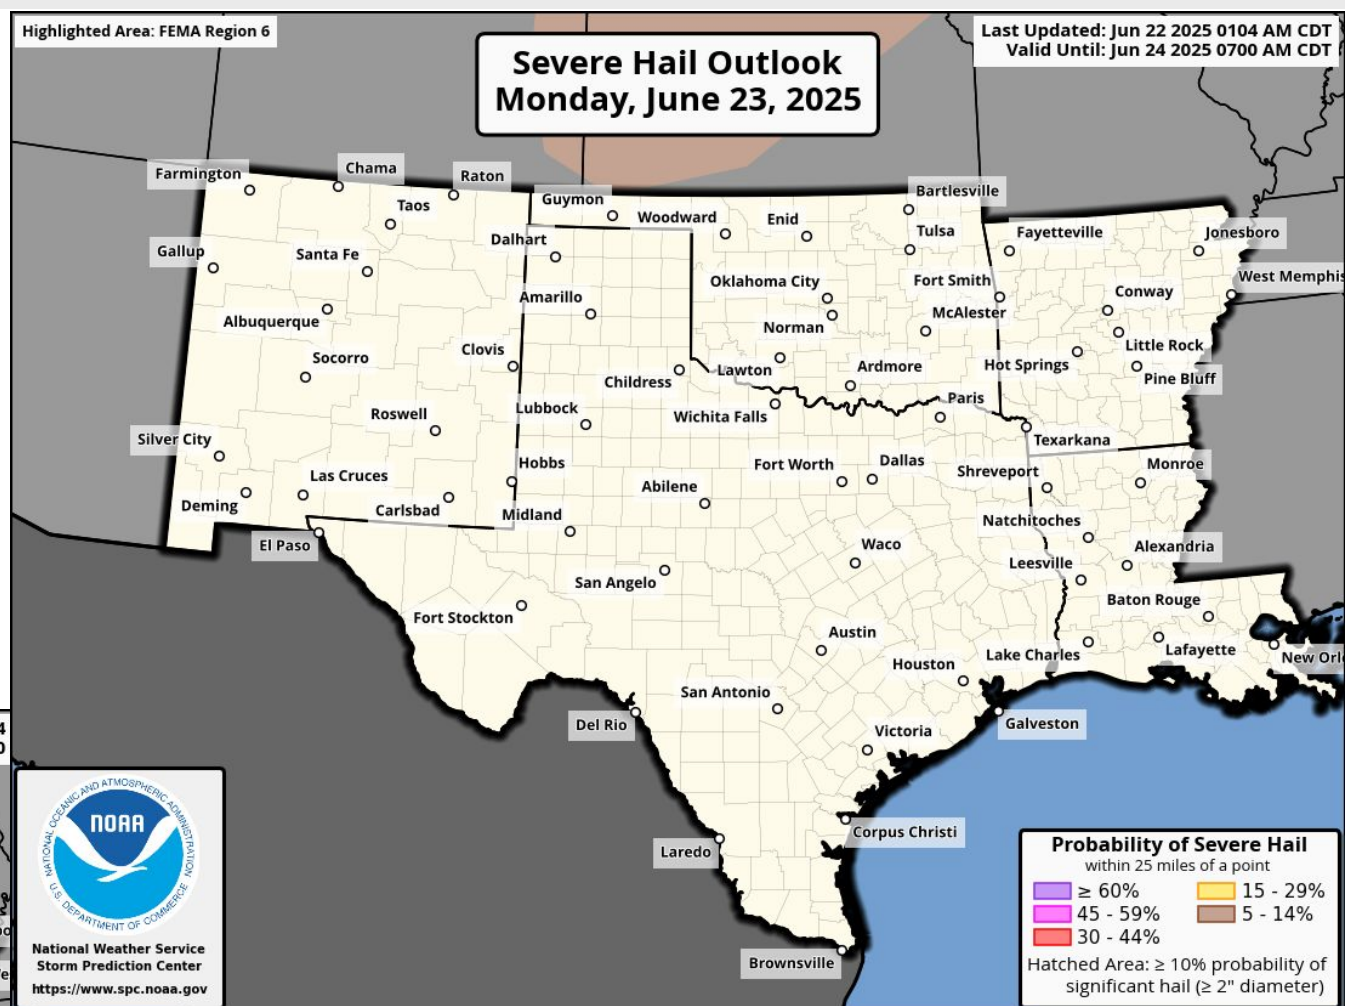 Highlighted Area: FEMA Region 6
Last Updated: Jun 22 2025 0104 AM CDT
Valid Until: Jun 24 2025 0700 AM CDT
Severe Hail Outlook
Monday, June 23, 2025
Farmington
Chama
Raton
Taos
Guymon
Woodward
Enid
Bartlesville
Tulsa
Fayetteville
Jonesboro
Gallup
Santa Fe
Dalhart
Oklahoma City
Fort Smith
West Memphis
Albuquerque
Amarillo
Norman
McAlester
Conway
Little Rock
Socorro
Clovis
Childress
Lawton
Ardmore
Hot Springs
Pine Bluff
Roswell
Lubbock
Wichita Falls
Paris
Silver City
Texarkana
Las Cruces
Hobbs
Abilene
Fort Worth
Dallas
Shreveport
Monroe
Deming
Carlsbad
Midland
Natchitoches
El Paso
San Angelo
Waco
Leesville
Alexandria
Fort Stockton
Baton Rouge
Austin
Houston
Lake Charles
Lafayette
New Orl
San Antonio
Del Rio
Victoria
Galveston
Laredo
Corpus Christi
Brownsville
4
0
NATIONAL OCEANIC AND ATMOSPHERIC ADMINISTRATION
NOAA
U.S. DEPARTMENT OF COMMERCE
National Weather Service
Storm Prediction Center
https://www.spc.noaa.gov
Probability of Severe Hail
within 25 miles of a point
≥ 60%
15 - 29%
45 - 59%
5 - 14%
30 - 44%
Hatched Area: ≥ 10% probability of
significant hail (≥ 2" diameter)